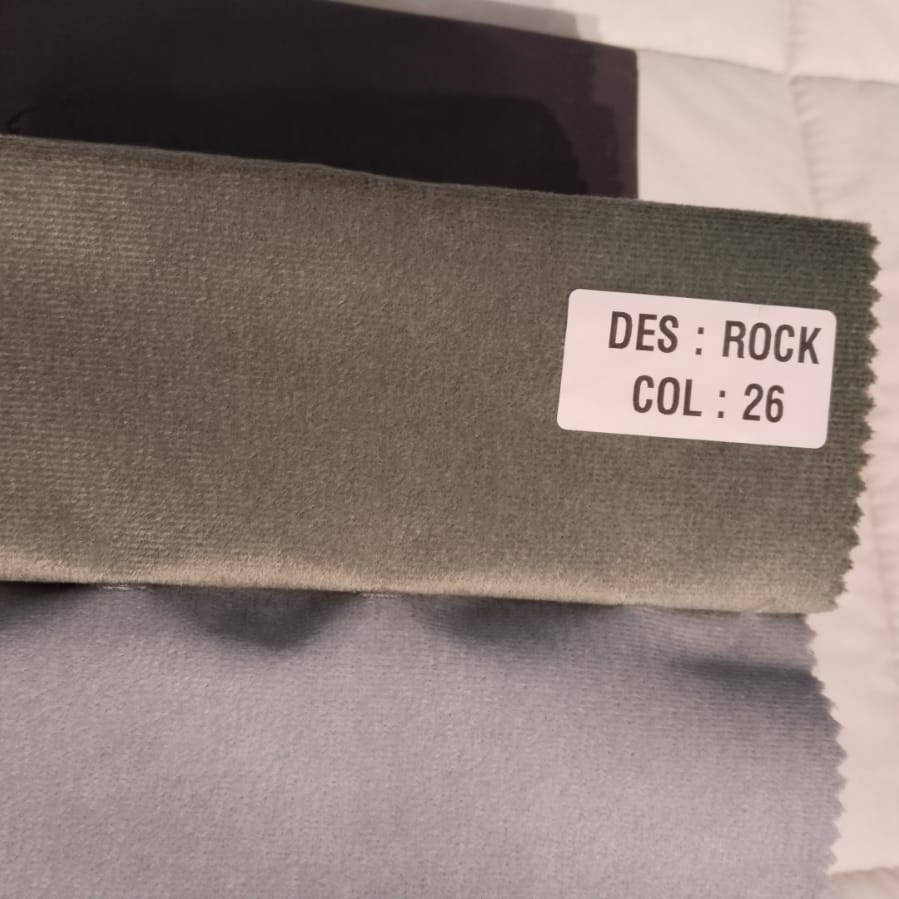 DES : ROCK
COL : 26